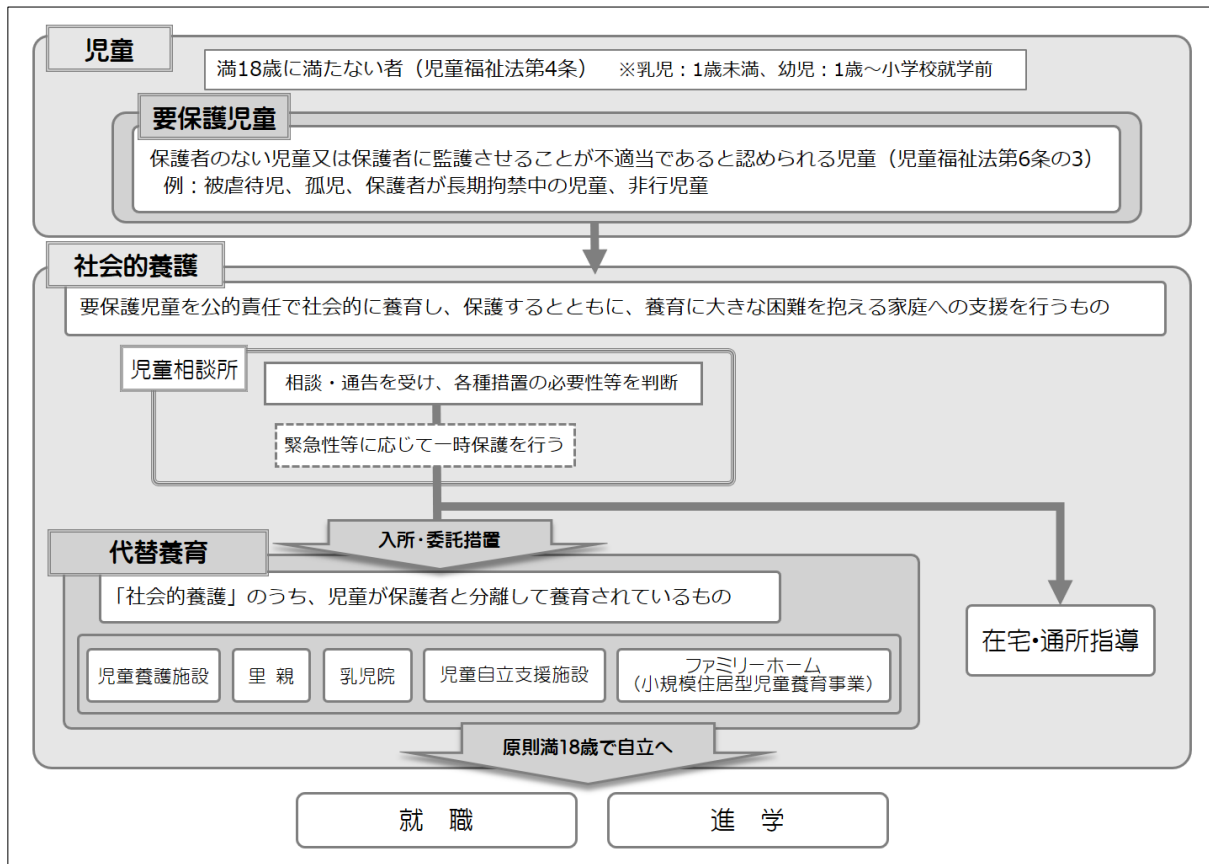 児童
満18歳に満たない者（児童福祉法第4条）　※乳児：1歳未満、幼児：1歳～小学校就学前
要保護児童
保護者のない児童又は保護者に監護させることが不適当であると認められる児童（児童福祉法第6条の3）
例：被虐待児、孤児、保護者が長期拘禁中の児童、非行児童
社会的養護
要保護児童を公的責任で社会的に養育し、保護するとともに、養育に大きな困難を抱える家庭への支援を行うもの
児童相談所
相談・通告を受け、各種措置の必要性等を判断
緊急性等に応じて一時保護を行う
入所・委託措置
代替養育
「社会的養護」のうち、児童が保護者と分離して養育されているもの
児童養護施設
里 親
乳児院
児童自立支援施設
ファミリーホーム
（小規模住居型児童養育事業）
在宅・通所指導
原則満18歳で自立へ
就　職
進　学